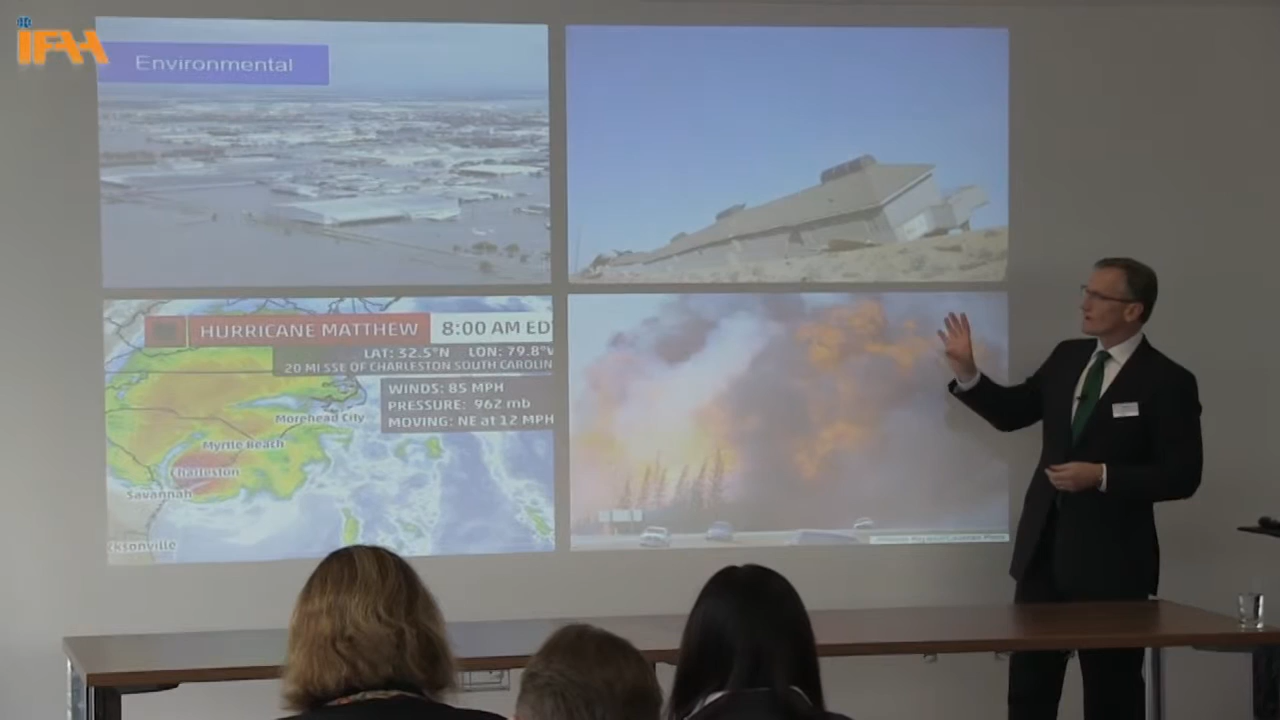 IFAH
Environmental
HURRICANE MATTHEW
8:00 AM ED
LAT: 32.5°N LON: 79.8°
20 MI SSE OF CHARLESTON SOUTH CAROLIN
WINDS: 85 MPH
PRESSURE: 962 mb
MOVING: NE at 12 MPH
Morehead City
Myrtle Beach
Charleston
Savannah
cksonville